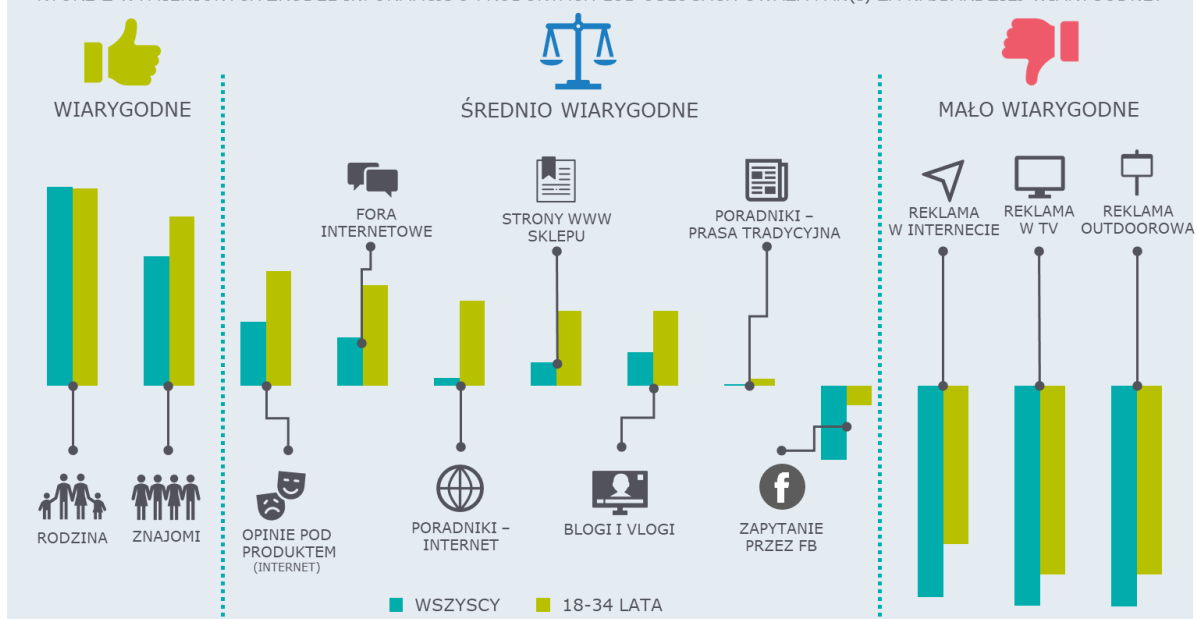 WIARYGODNE
ŚREDNIO WIARYGODNE
MAŁO WIARYGODNE
FORA
INTERNETOWE
STRONY WWW
SKLEPU
PORADNIKI –
PRASA TRADYCYJNA
REKLAMA
W INTERNECIE
REKLAMA
W TV
REKLAMA
OUTDOOROWA
RODZINA
ZNAJOMI
OPINIE POD
PRODUKTEM
(INTERNET)
PORADNIKI –
INTERNET
BLOGI I VLOGI
f
ZAPYTANIE
PRZEZ FB
WSZYSCY
18-34 LATA